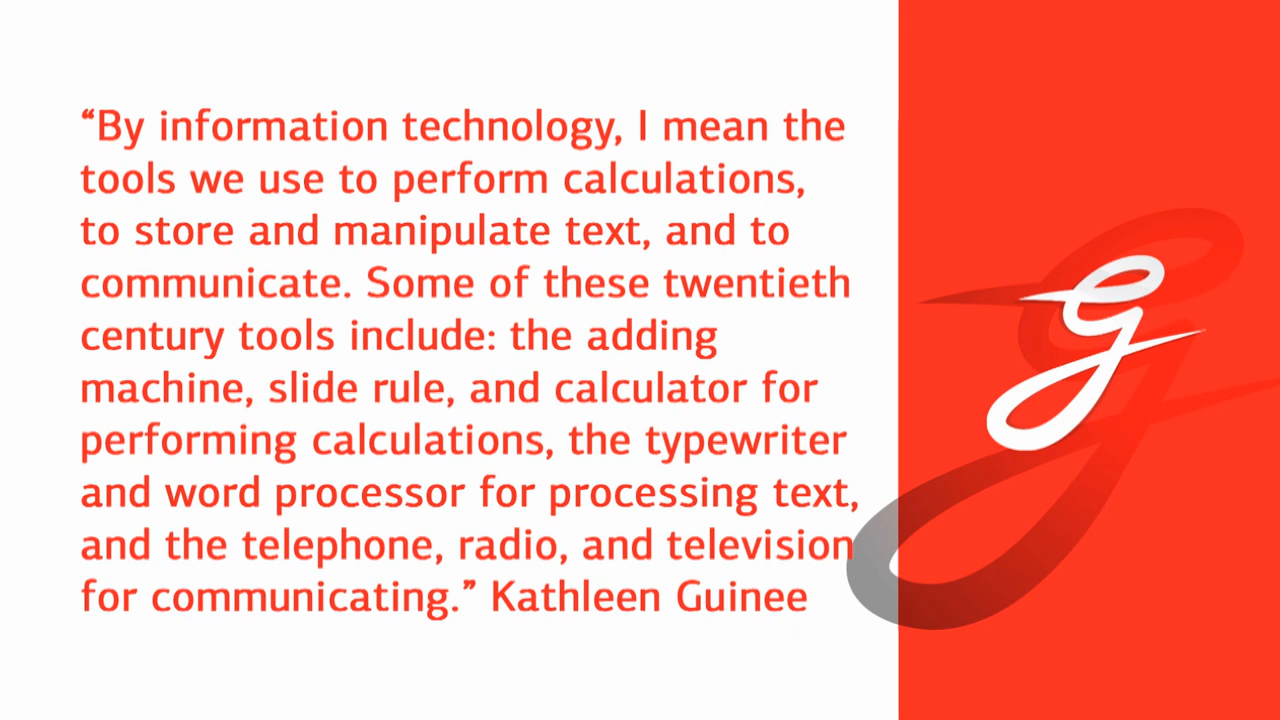 “By information technology, I mean the
tools we use to perform calculations,
to store and manipulate text, and to
communicate. Some of these twentieth
century tools include: the adding
machine, slide rule, and calculator for
performing calculations, the typewriter
and word processor for processing text,
and the telephone, radio, and television
for communicating.” Kathleen Guinee
g